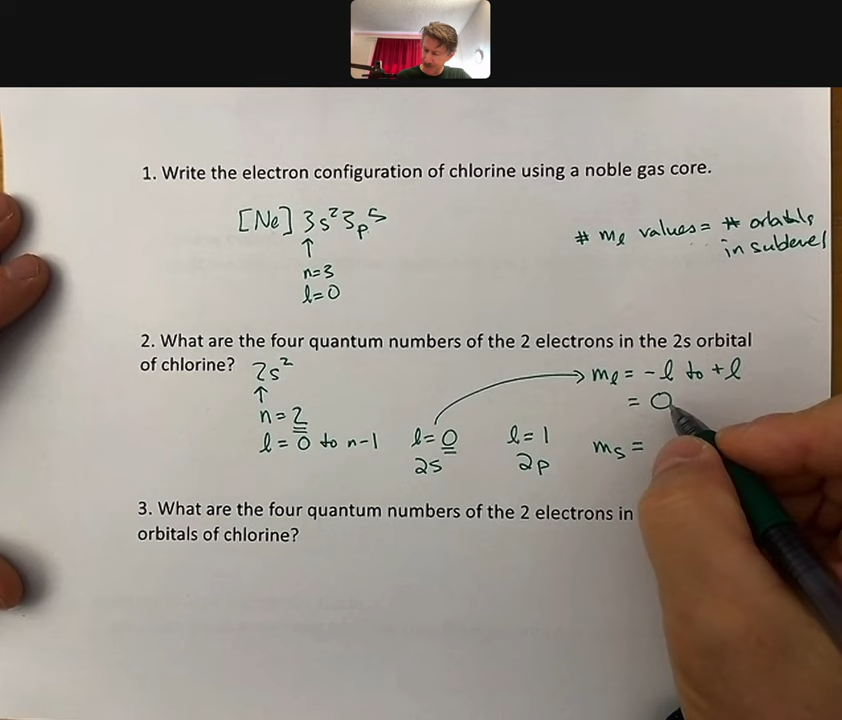 1. Write the electron configuration of chlorine using a noble gas core.
[Ne] 3s²3p⁵
↑
n=3
l=0
# mₗ values = # orbitals
in sublevel
2. What are the four quantum numbers of the 2 electrons in the 2s orbital
of chlorine? 2s²
↑
n=2
l = 0 to n-1
l=0
2s
l=1
2p
mₗ = -l to +l
= 0
mₛ =
3. What are the four quantum numbers of the 2 electrons in
orbitals of chlorine?